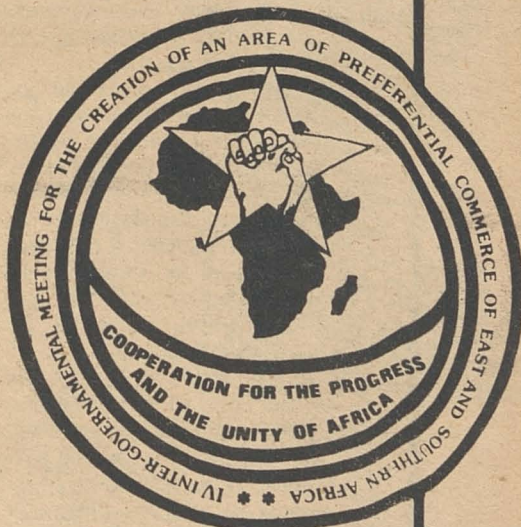 IV INTER-GOVERNAMENTAL MEETING FOR THE CREATION OF AN AREA OF PREFERENTIAL COMMERCE OF EAST AND SOUTHERN AFRICA **
COOPERATION FOR THE PROGRESS
AND THE UNITY OF AFRICA